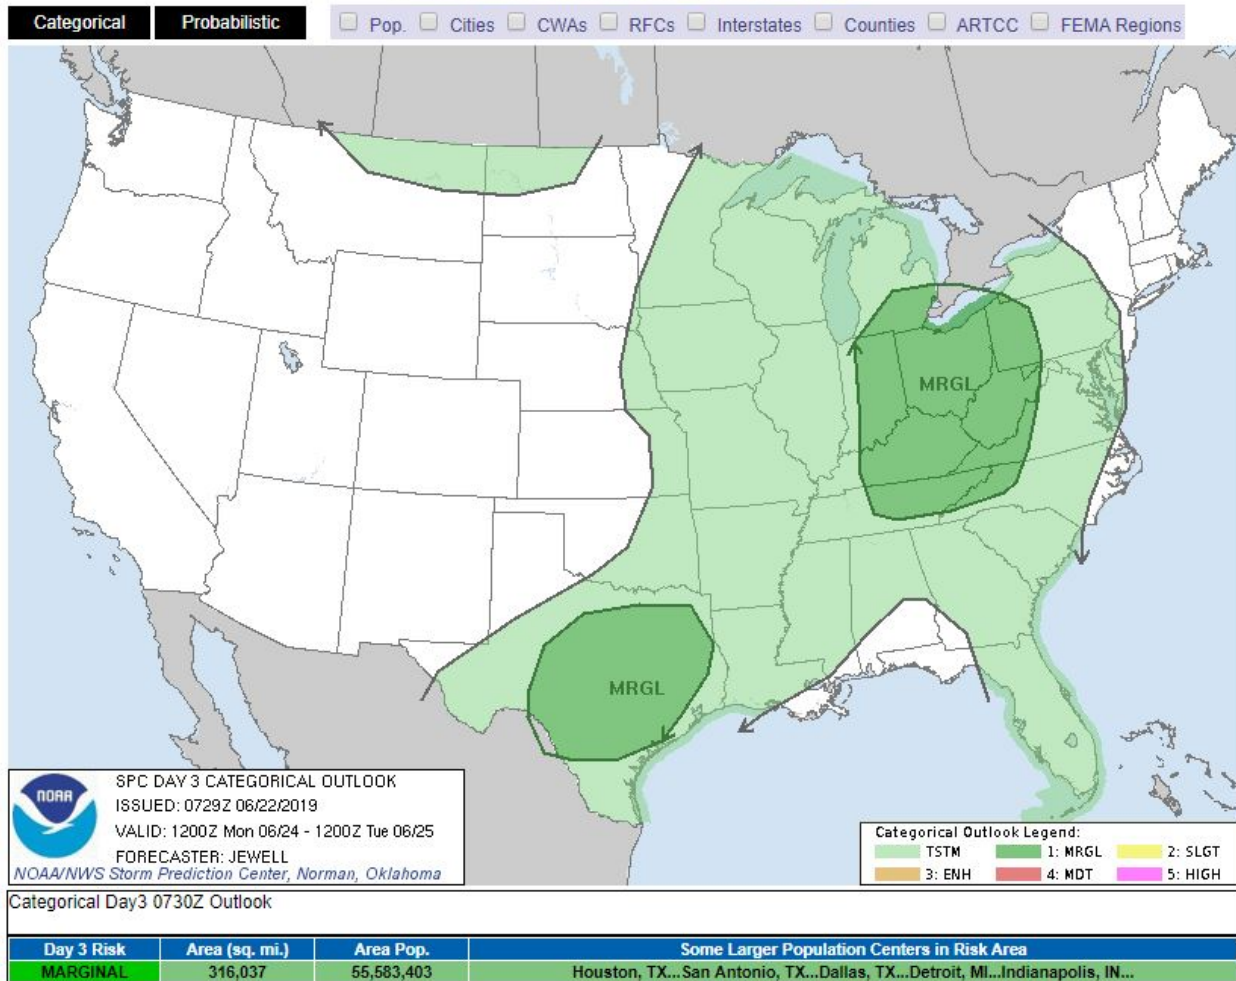 Categorical Probabilistic Pop. Cities CWAs RFCs Interstates Counties ARTCC FEMA Regions
MRGL
MRGL
NOAA
SPC DAY 3 CATEGORICAL OUTLOOK
ISSUED: 0729Z 06/22/2019
VALID: 1200Z Mon 06/24 - 1200Z Tue 06/25
FORECASTER: JEWELL
NOAA/NWS Storm Prediction Center, Norman, Oklahoma
Categorical Outlook Legend:
TSTM 1: MRGL 2: SLGT
3: ENH 4: MDT 5: HIGH
Categorical Day3 0730Z Outlook
Day 3 Risk Area (sq. mi.) Area Pop. Some Larger Population Centers in Risk Area
MARGINAL 316,037 55,583,403 Houston, TX...San Antonio, TX...Dallas, TX...Detroit, MI...Indianapolis, IN...